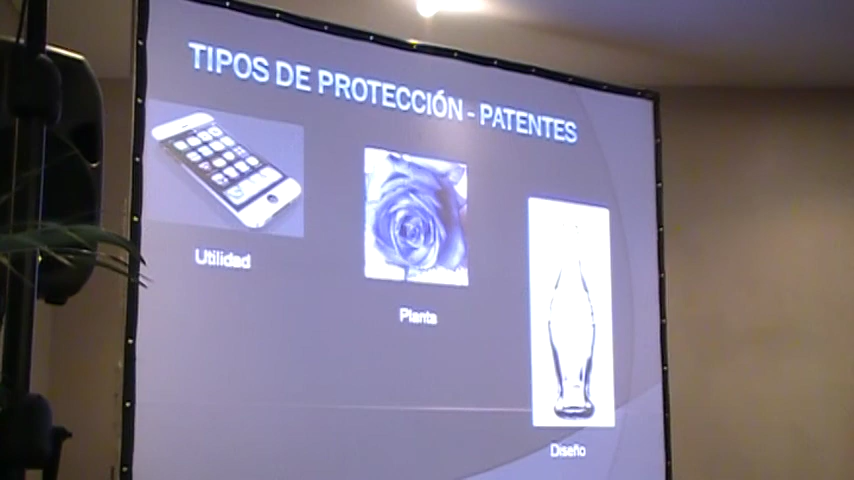 TIPOS DE PROTECCIÓN - PATENTES
Utilidad
Planta
Diseño